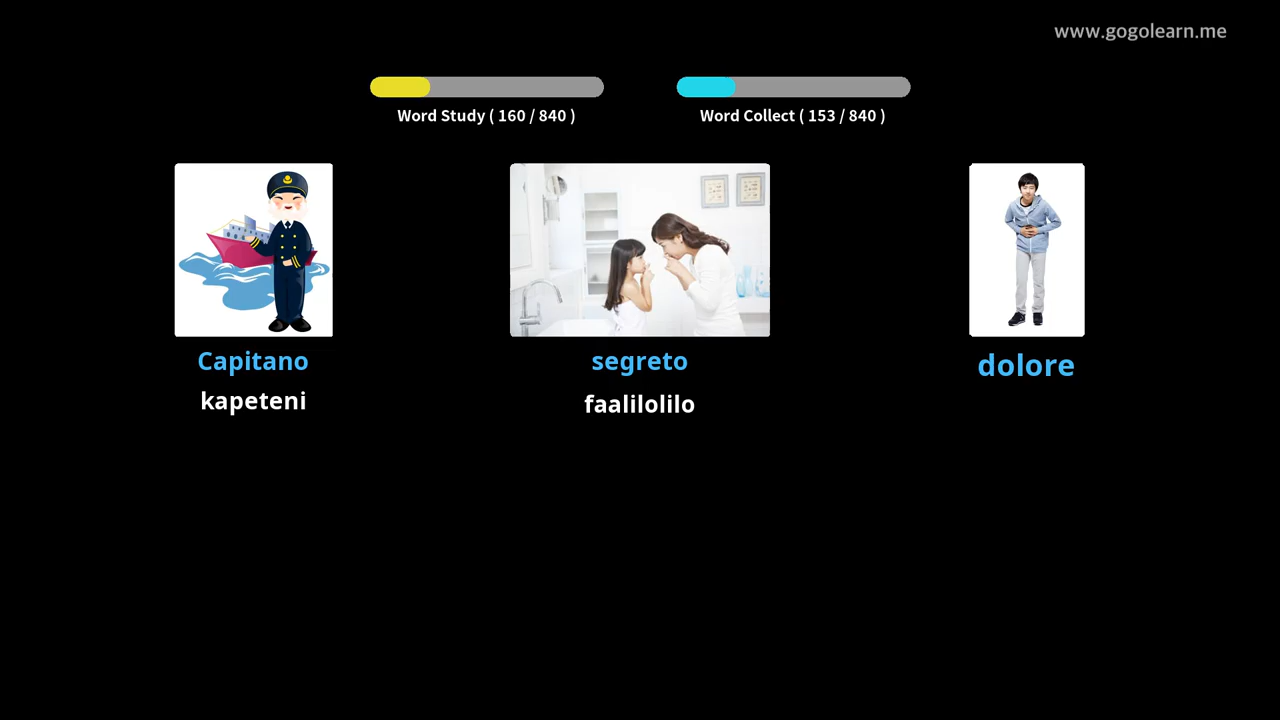 www.gogolearn.me
Word Study ( 160 / 840 )
Word Collect ( 153 / 840 )
Capitano
kapeteni
segreto
faalilolilo
dolore